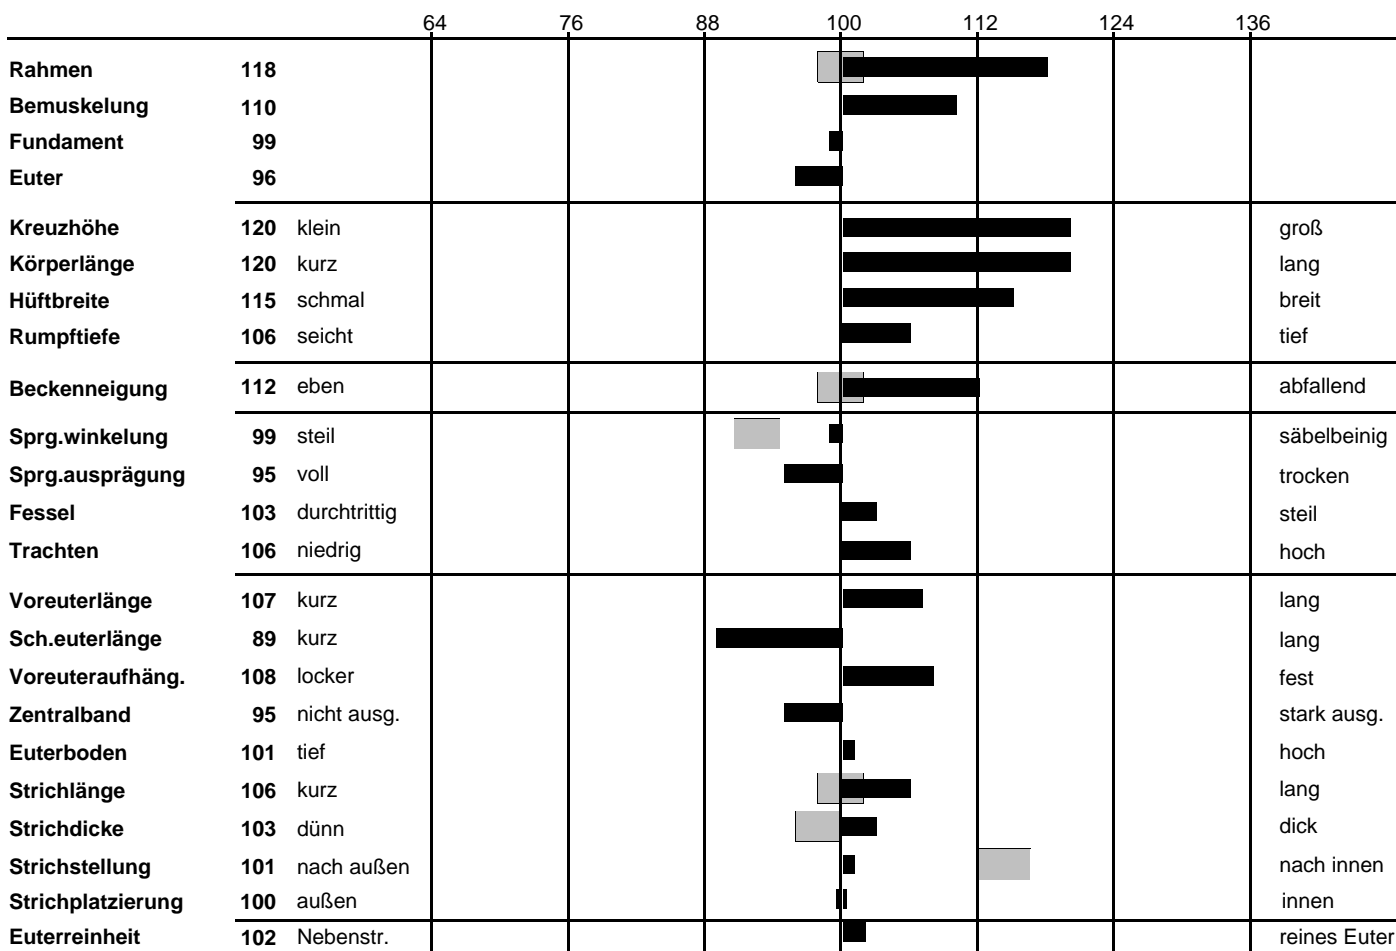 64 76 88 100 112 124 136
Rahmen 118
Bemuskelung 110
Fundament 99
Euter 96
Kreuzhöhe 120 klein groß
Körperlänge 120 kurz lang
Hüftbreite 115 schmal breit
Rumpftiefe 106 seicht tief
Beckenneigung 112 eben abfallend
Sprg.winkelung 99 steil säbelbeinig
Sprg.ausprägung 95 voll trocken
Fessel 103 durchtrittig steil
Trachten 106 niedrig hoch
Voreuterlänge 107 kurz lang
Sch.euterlänge 89 kurz lang
Voreuteraufhäng. 108 locker fest
Zentralband 95 nicht ausg. stark ausg.
Euterboden 101 tief hoch
Strichlänge 106 kurz lang
Strichdicke 103 dünn dick
Strichstellung 101 nach außen nach innen
Strichplatzierung 100 außen innen
Euterreinheit 102 Nebenstr. reines Euter